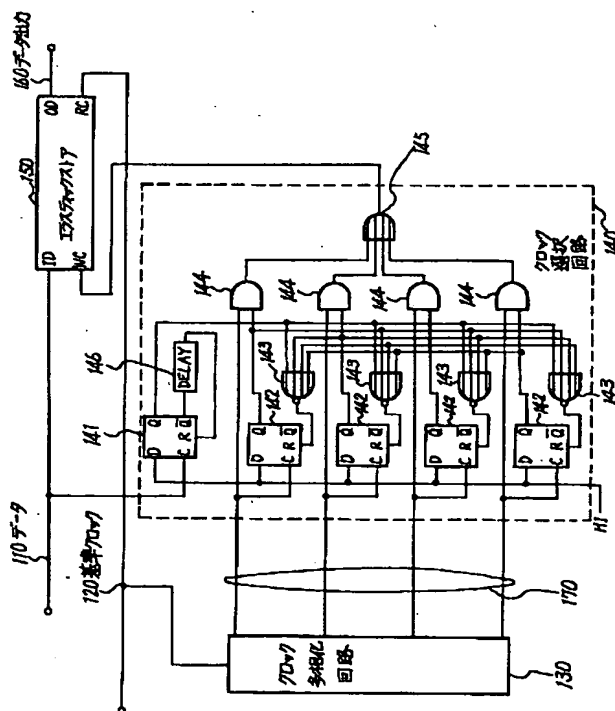 110データ
120基準クロック
160データ出力
150
エラスティックストア
ID
OD
WC
RC
146
DELAY
141
D
Q
C
R
Q̅
クロック
多相化
回路
130
170
142
D
Q
C
R
Q̅
142
D
Q
C
R
Q̅
142
D
Q
C
R
Q̅
142
D
Q
C
R
Q̅
143
143
143
143
144
144
144
144
145
クロック
選択
回路
140
HI